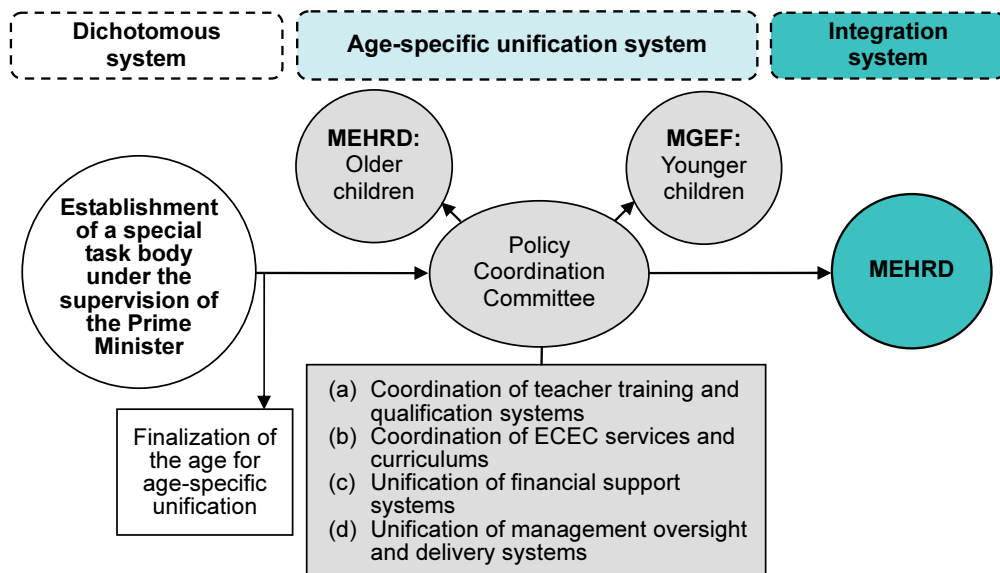 Dichotomous
system
Age-specific unification system
Integration
system
MEHRD:
Older
children
MGEF:
Younger
children
Establishment
of a special
task body
under the
supervision of
the Prime
Minister
Policy
Coordination
Committee
MEHRD
Finalization of
the age for
age-specific
unification
(a) Coordination of teacher training and
qualification systems
(b) Coordination of ECEC services and
curriculums
(c) Unification of financial support
systems
(d) Unification of management oversight
and delivery systems